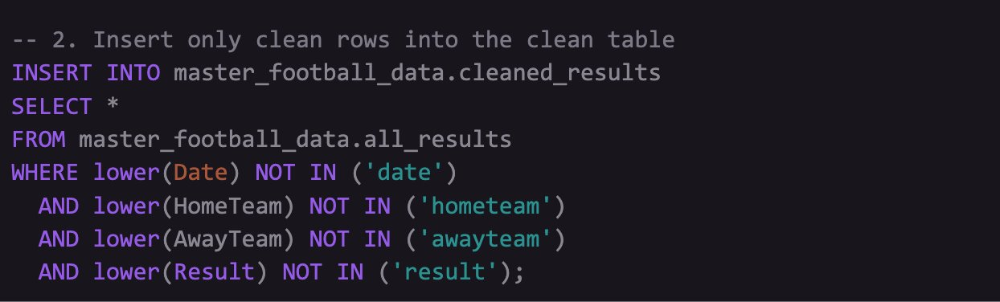 -- 2. Insert only clean rows into the clean table
INSERT INTO master_football_data.cleaned_results
SELECT *
FROM master_football_data.all_results
WHERE lower(Date) NOT IN ('date')
  AND lower(HomeTeam) NOT IN ('hometeam')
  AND lower(AwayTeam) NOT IN ('awayteam')
  AND lower(Result) NOT IN ('result');